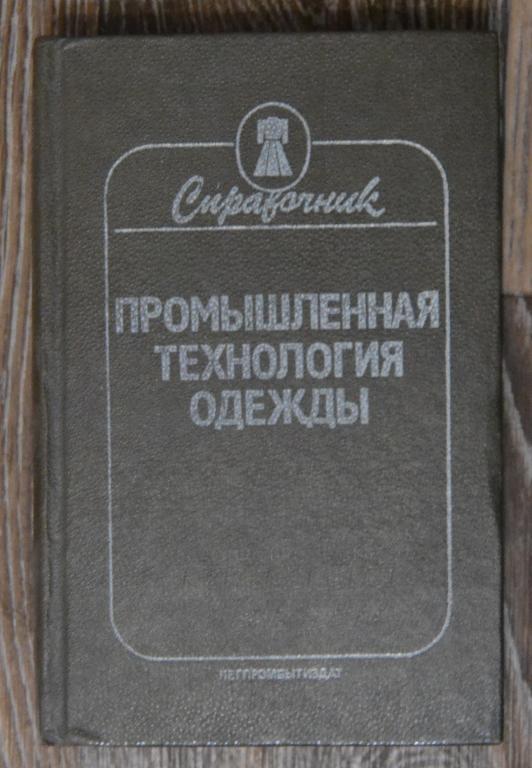 Справочник
ПРОМЫШЛЕННАЯ
ТЕХНОЛОГИЯ
ОДЕЖДЫ
ЛЕГПРОМБЫТИЗДАТ